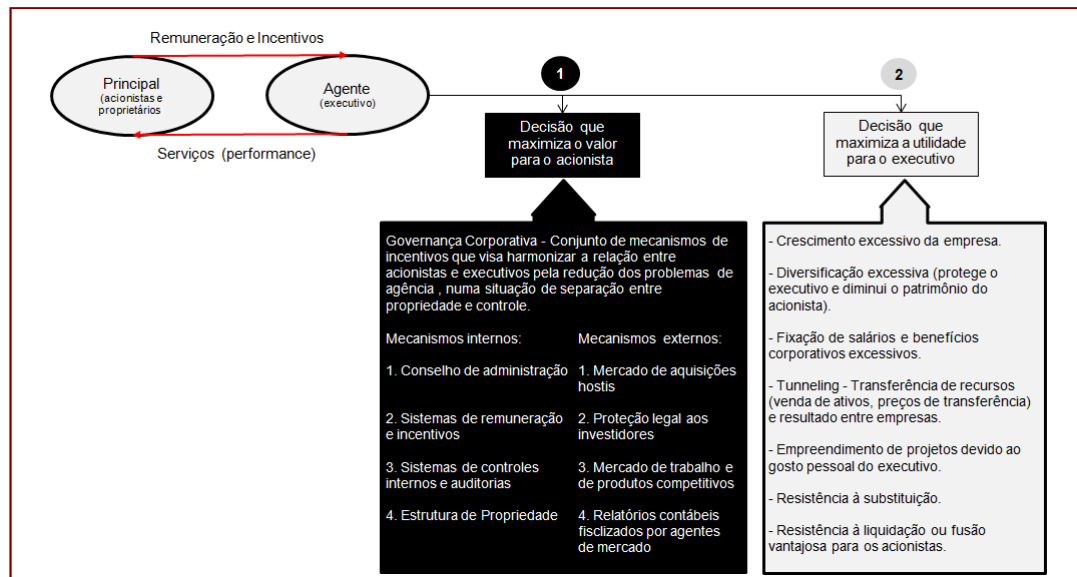 Remuneração e Incentivos
Principal
(acionistas e
proprietários
Agente
(executivo)
Serviços (performance)
1
2
Decisão que
maximiza o valor
para o acionista
Decisão que
maximiza a utilidade
para o executivo
Governança Corporativa - Conjunto de mecanismos de
incentivos que visa harmonizar a relação entre
acionistas e executivos pela redução dos problemas de
agência , numa situação de separação entre
propriedade e controle.
Mecanismos internos:
1. Conselho de administração
2. Sistemas de remuneração
e incentivos
3. Sistemas de controles
internos e auditorias
4. Estrutura de Propriedade
Mecanismos externos:
1. Mercado de aquisições
hostis
2. Proteção legal aos
investidores
3. Mercado de trabalho e
de produtos competitivos
4. Relatórios contábeis
fisclizados por agentes
de mercado
- Crescimento excessivo da empresa.
- Diversificação excessiva (protege o
executivo e diminui o patrimônio do
acionista).
- Fixação de salários e benefícios
corporativos excessivos.
- Tunneling - Transferência de recursos
(venda de ativos, preços de transferência)
e resultado entre empresas.
- Empreendimento de projetos devido ao
gosto pessoal do executivo.
- Resistência à substituição.
- Resistência à liquidação ou fusão
vantajosa para os acionistas.